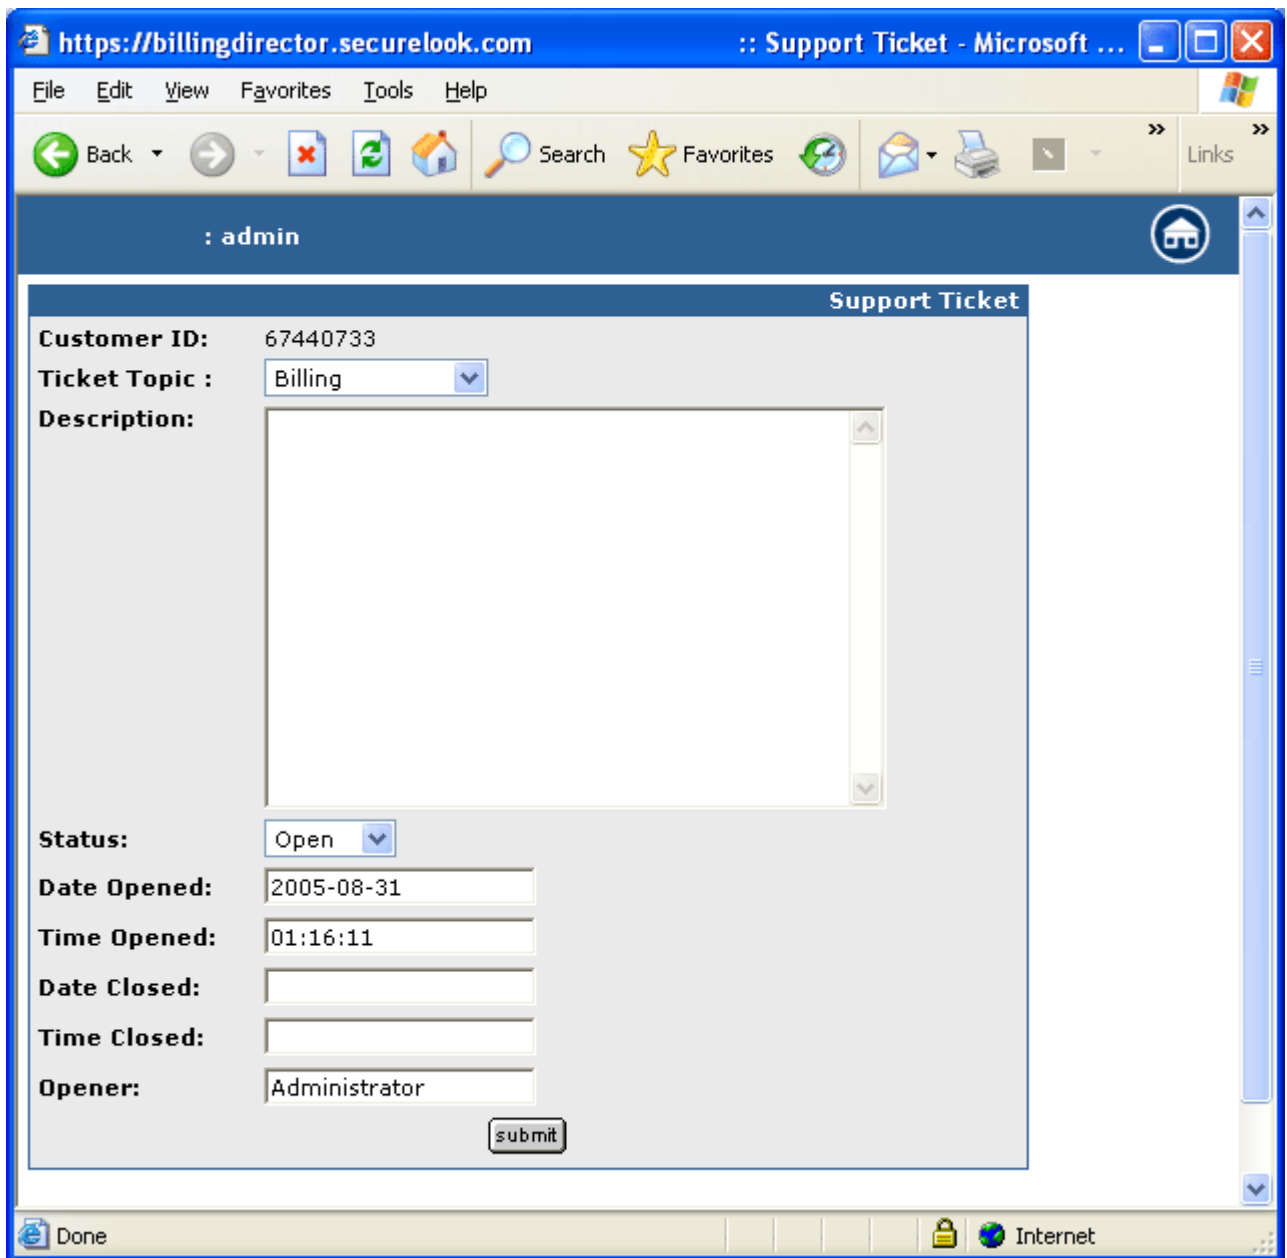 https://billingdirector.securelook.com :: Support Ticket - Microsoft ...
File Edit View Favorites Tools Help
Back Search Favorites Links
: admin
Support Ticket
Customer ID: 67440733
Ticket Topic : Billing
Description:
Status: Open
Date Opened: 2005-08-31
Time Opened: 01:16:11
Date Closed:
Time Closed:
Opener: Administrator
submit
Done Internet